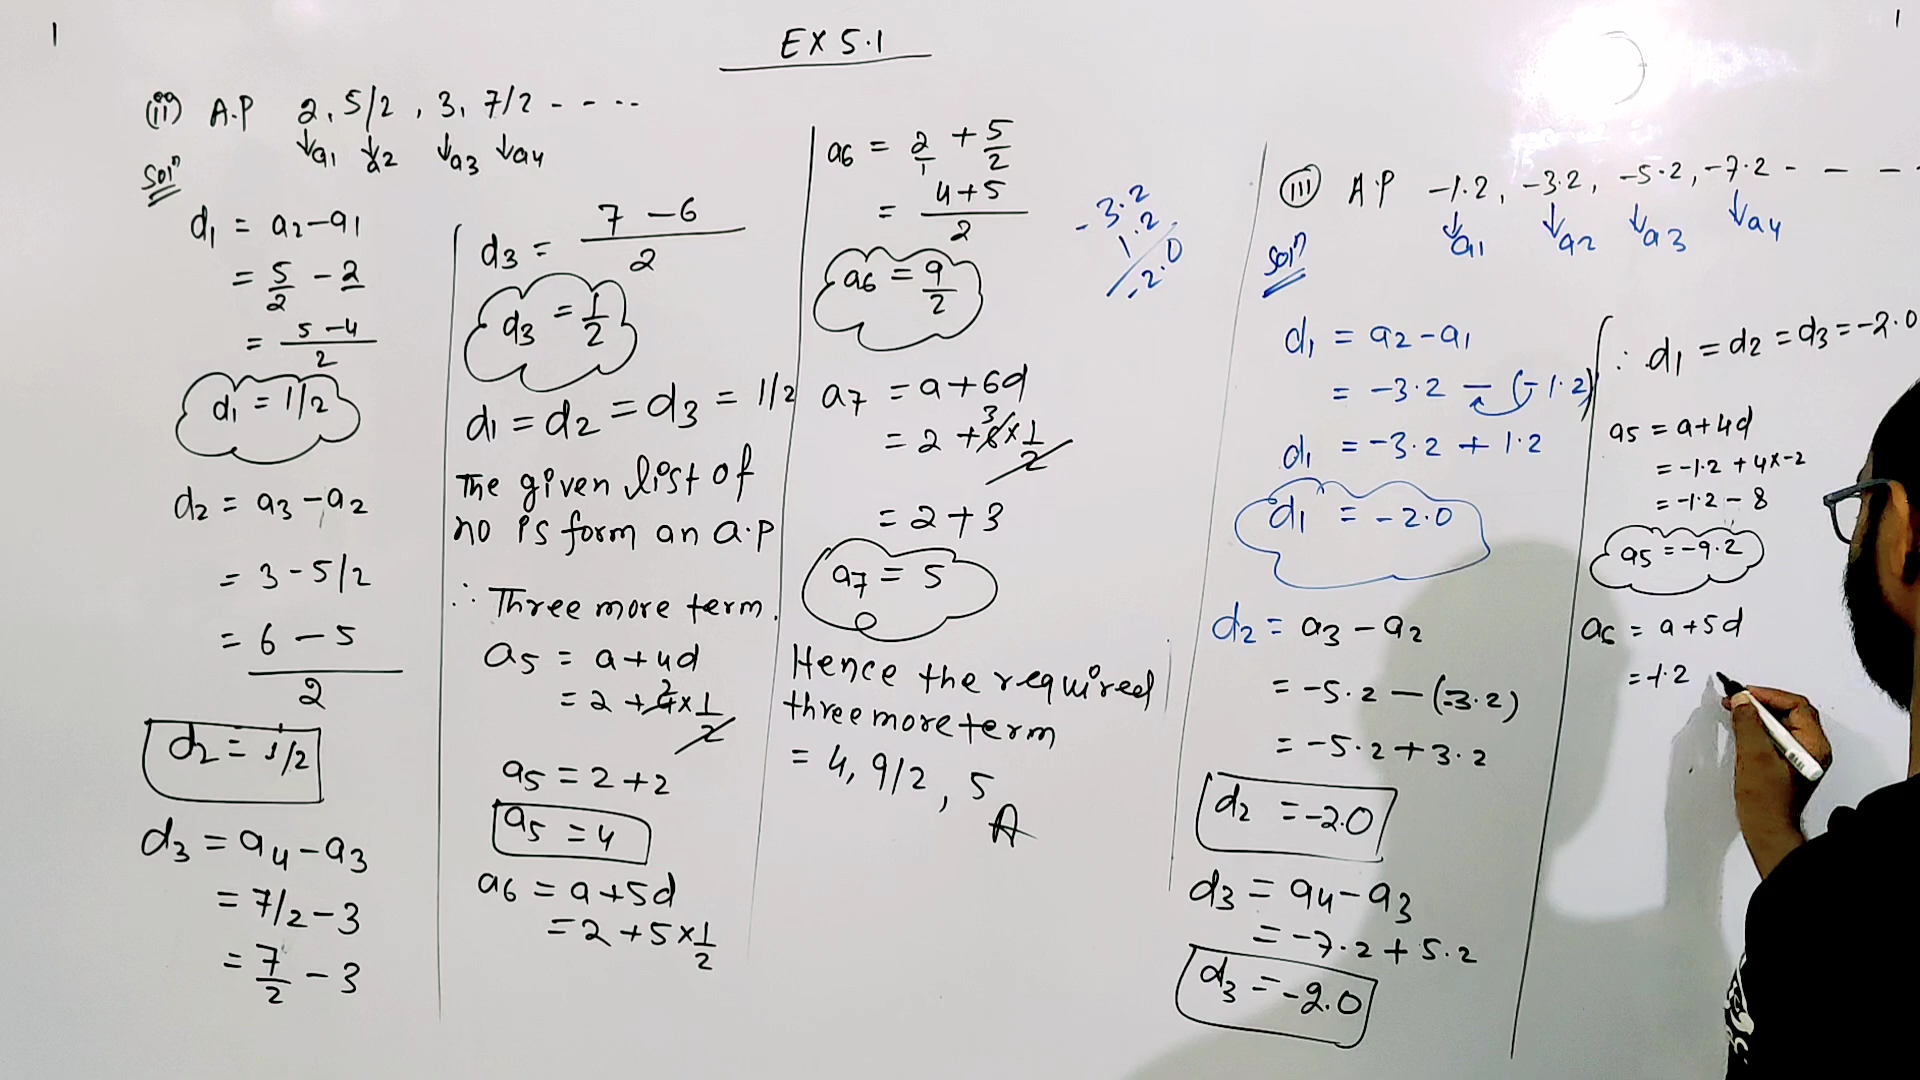 1
1
EX 5.1
(ii) A.P 2, 5/2, 3, 7/2 - - ...
↓a1 ↓a2 ↓a3 ↓a4
Solⁿ
d1 = a2-a1
= 5/2 - 2
= 5-4/2
d1 = 1/2
d2 = a3-a2
= 3-5/2
= 6-5/2
d2 = 1/2
d3 = a4-a3
= 7/2-3
= 7/2 - 3
d3 = 7-6/2
d3 = 1/2
d1 = d2 = d3 = 1/2
The given list of
no is form an a.p
∴ Three more term.
a5 = a+4d
= 2+4×1/2
2
a5 = 2+2
a5 = 4
a6 = a+5d
= 2+5×1/2
a6 = 2/1 + 5/2
= 4+5/2
a6 = 9/2
a7 = a+6d
= 2+6×1/2
3
= 2+3
a7 = 5
Hence the required
three more term
= 4, 9/2, 5
A
-3.2
1.2
-2.0
(iii) A.P -1.2, -3.2, -5.2, -7.2 - - - -
↓a1 ↓a2 ↓a3 ↓a4
Solⁿ
d1 = a2-a1
= -3.2 - (-1.2)
d1 = -3.2 + 1.2
d1 = -2.0
d2 = a3-a2
= -5.2-(-3.2)
= -5.2+3.2
d2 = -2.0
d3 = a4-a3
= -7.2+5.2
d3 = -2.0
∴ d1 = d2 = d3 = -2.0
a5 = a+4d
= -1.2+4×-2
= -1.2-8
a5 = -9.2
a6 = a+5d
= -1.2